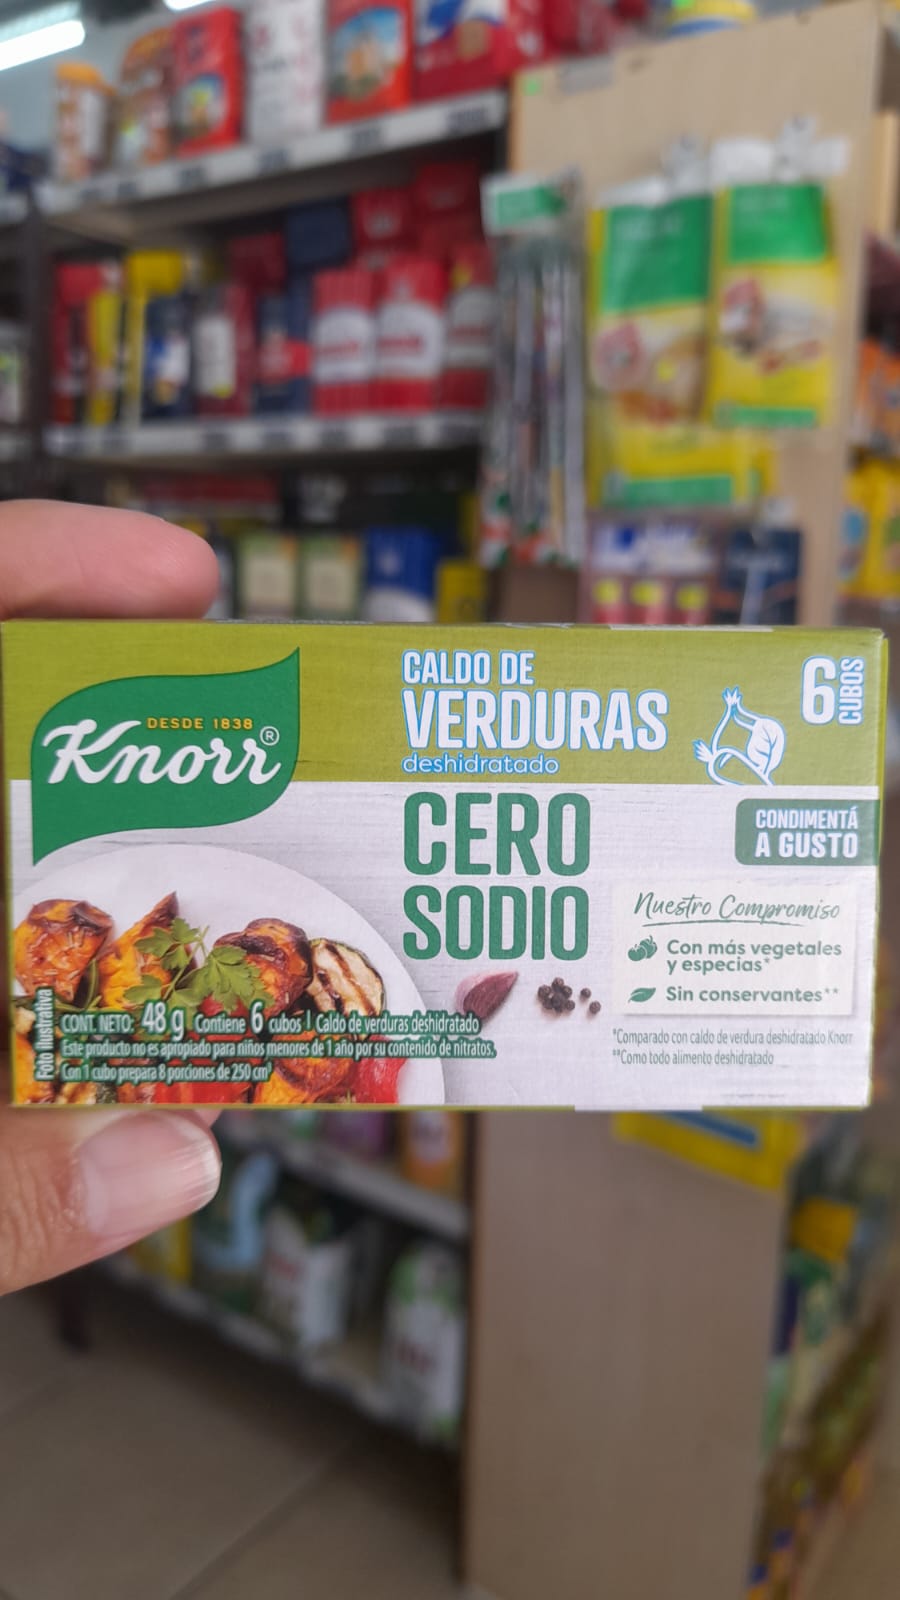 DESDE 1838
Knorr®
CALDO DE
VERDURAS
deshidratado
6 CUBOS
CERO
SODIO
CONDIMENTÁ
A GUSTO
Nuestro Compromiso
Con más vegetales
y especias*
Sin conservantes**
*Comparado con caldo de verdura deshidratado Knorr
**Como todo alimento deshidratado
Foto Ilustrativa
CONT. NETO: 48 g Contiene 6 cubos | Caldo de verduras deshidratado
Este producto no es apropiado para niños menores de 1 año por su contenido de nitratos.
Con 1 cubo prepara 8 porciones de 250 cm³